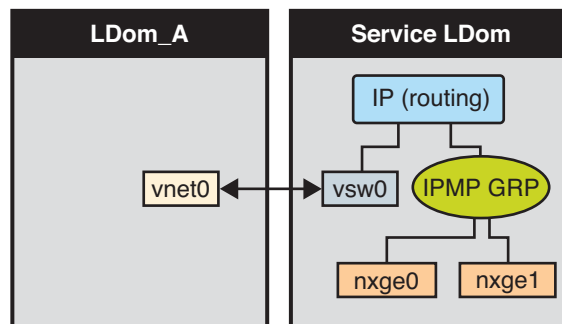 LDom_A
Service LDom
IP (routing)
vnet0
vsw0
IPMP GRP
nxge0
nxge1